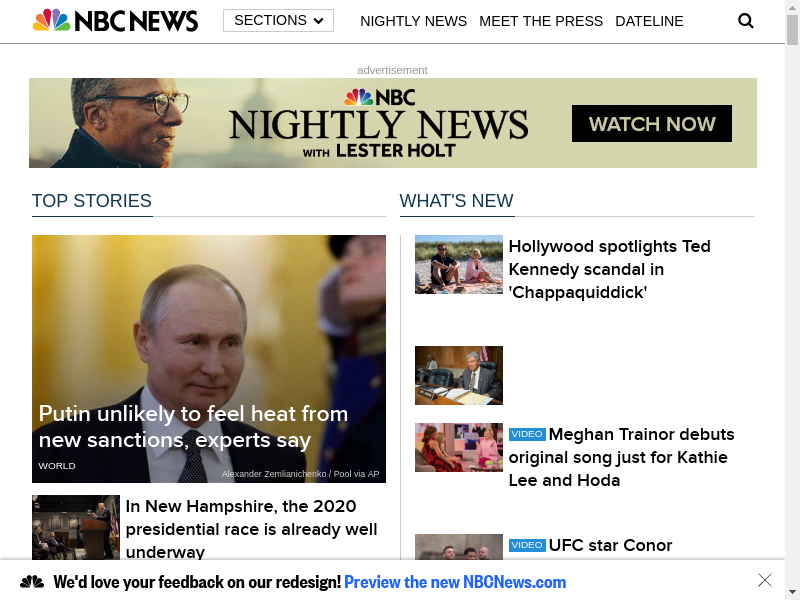 NBC NEWS
SECTIONS
NIGHTLY NEWS
MEET THE PRESS
DATELINE
advertisement
NBC
NIGHTLY NEWS
WITH LESTER HOLT
WATCH NOW
TOP STORIES
Putin unlikely to feel heat from
new sanctions, experts say
WORLD
Alexander Zemlianichenko / Pool via AP
In New Hampshire, the 2020
presidential race is already well
underway
WHAT'S NEW
Hollywood spotlights Ted
Kennedy scandal in
'Chappaquiddick'
VIDEO Meghan Trainor debuts
original song just for Kathie
Lee and Hoda
VIDEO UFC star Conor
We'd love your feedback on our redesign! Preview the new NBCNews.com